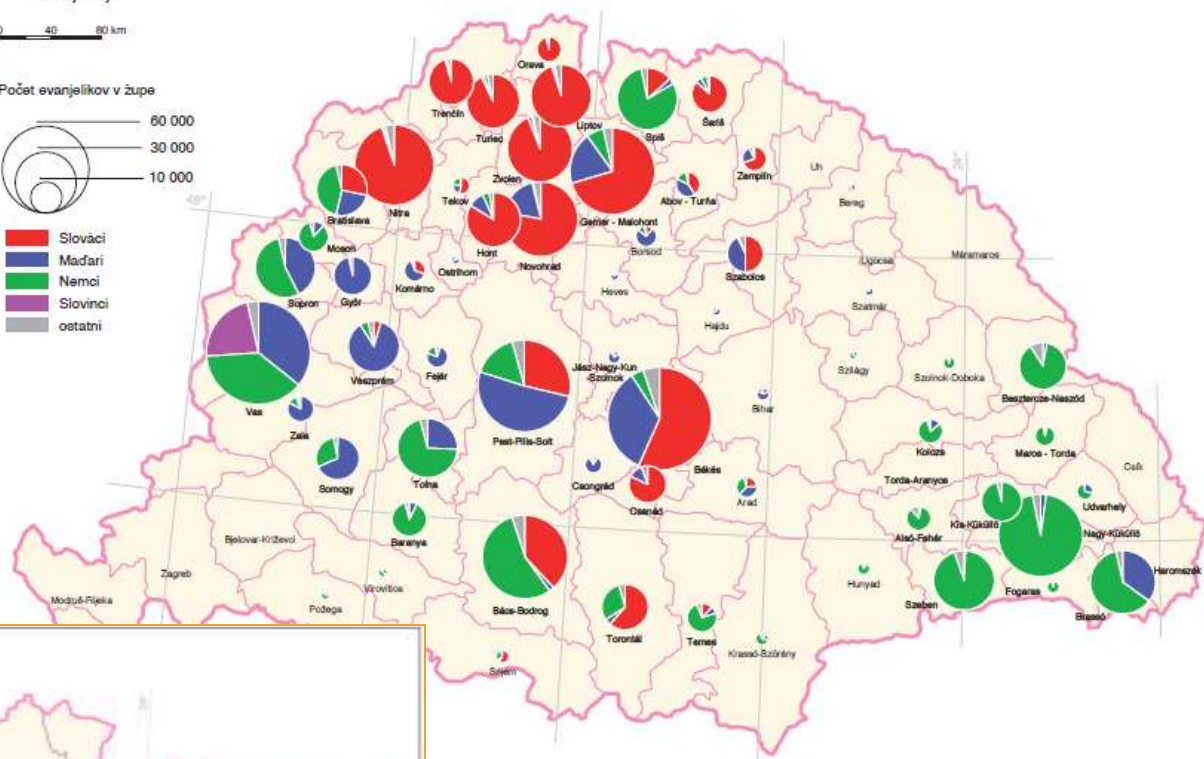 40 80 km
Počet evanjelikov v župe
60 000
30 000
10 000
Slováci
Maďari
Nemci
Slovinci
ostatní
Orava
Trenčín
Turiec
Liptov
Spiš
Šariš
Zvolen
Zemplín
Uh
Bereg
Bratislava
Nitra
Tekov
Gemer - Malohont
Abov - Turňa
Hont
Novohrad
Borsod
Moson
Ostrihom
Szabolcs
Ugocsa
Máramaros
Sopron
Győr
Komárno
Heves
Szatmár
Hajdu
Veszprém
Fejér
Jász-Nagy-Kun
-Szolnok
Szilágy
Szolnok-Doboka
Besztercze-Naszód
Vas
Zala
Pest-Pilis-Solt
Bihar
Kolozs
Maros - Torda
Somogy
Tolna
Csongrád
Békés
Csanád
Arad
Torda-Aranyos
Csík
Udvarhely
Baranya
Alsó-Fehér
Kis-Küküllő
Nagy-Küküllő
Bjelovar-Križevci
Zagreb
Virovitica
Hunyad
Háromszék
Modruš-Rijeka
Požega
Bács-Bodrog
Szeben
Fogaras
Brassó
Torontál
Temes
Krassó-Szörény
Srijem